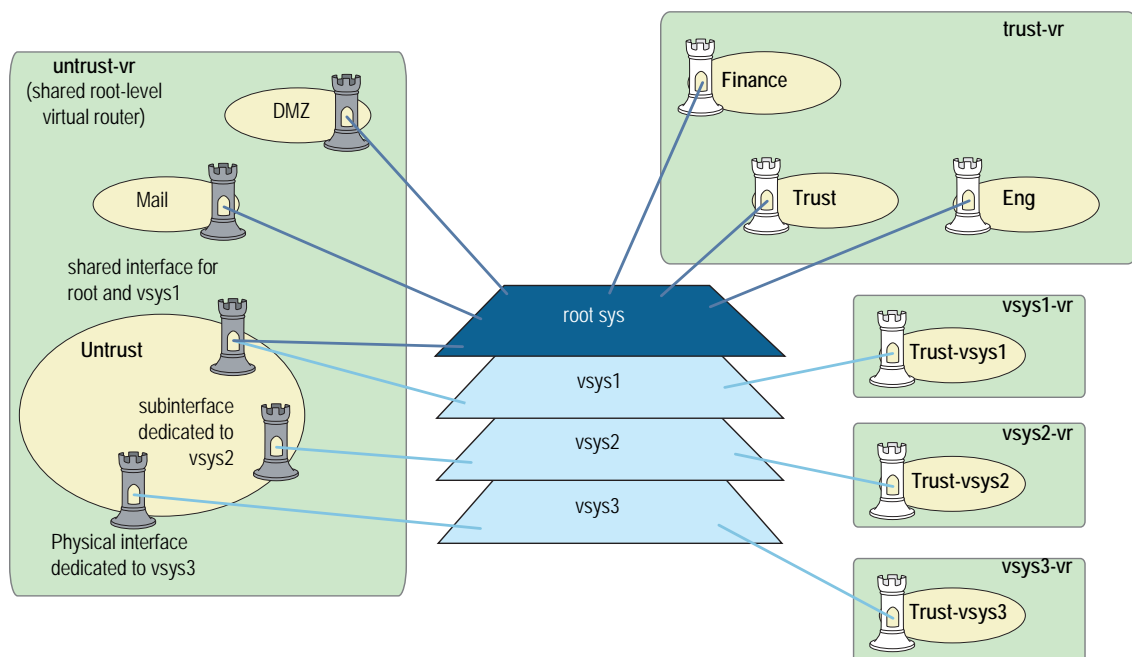 untrust-vr
(shared root-level
virtual router)
DMZ
Mail
shared interface for
root and vsys1
Untrust
subinterface
dedicated to
vsys2
Physical interface
dedicated to vsys3
trust-vr
Finance
Trust
Eng
root sys
vsys1
vsys2
vsys3
vsys1-vr
Trust-vsys1
vsys2-vr
Trust-vsys2
vsys3-vr
Trust-vsys3